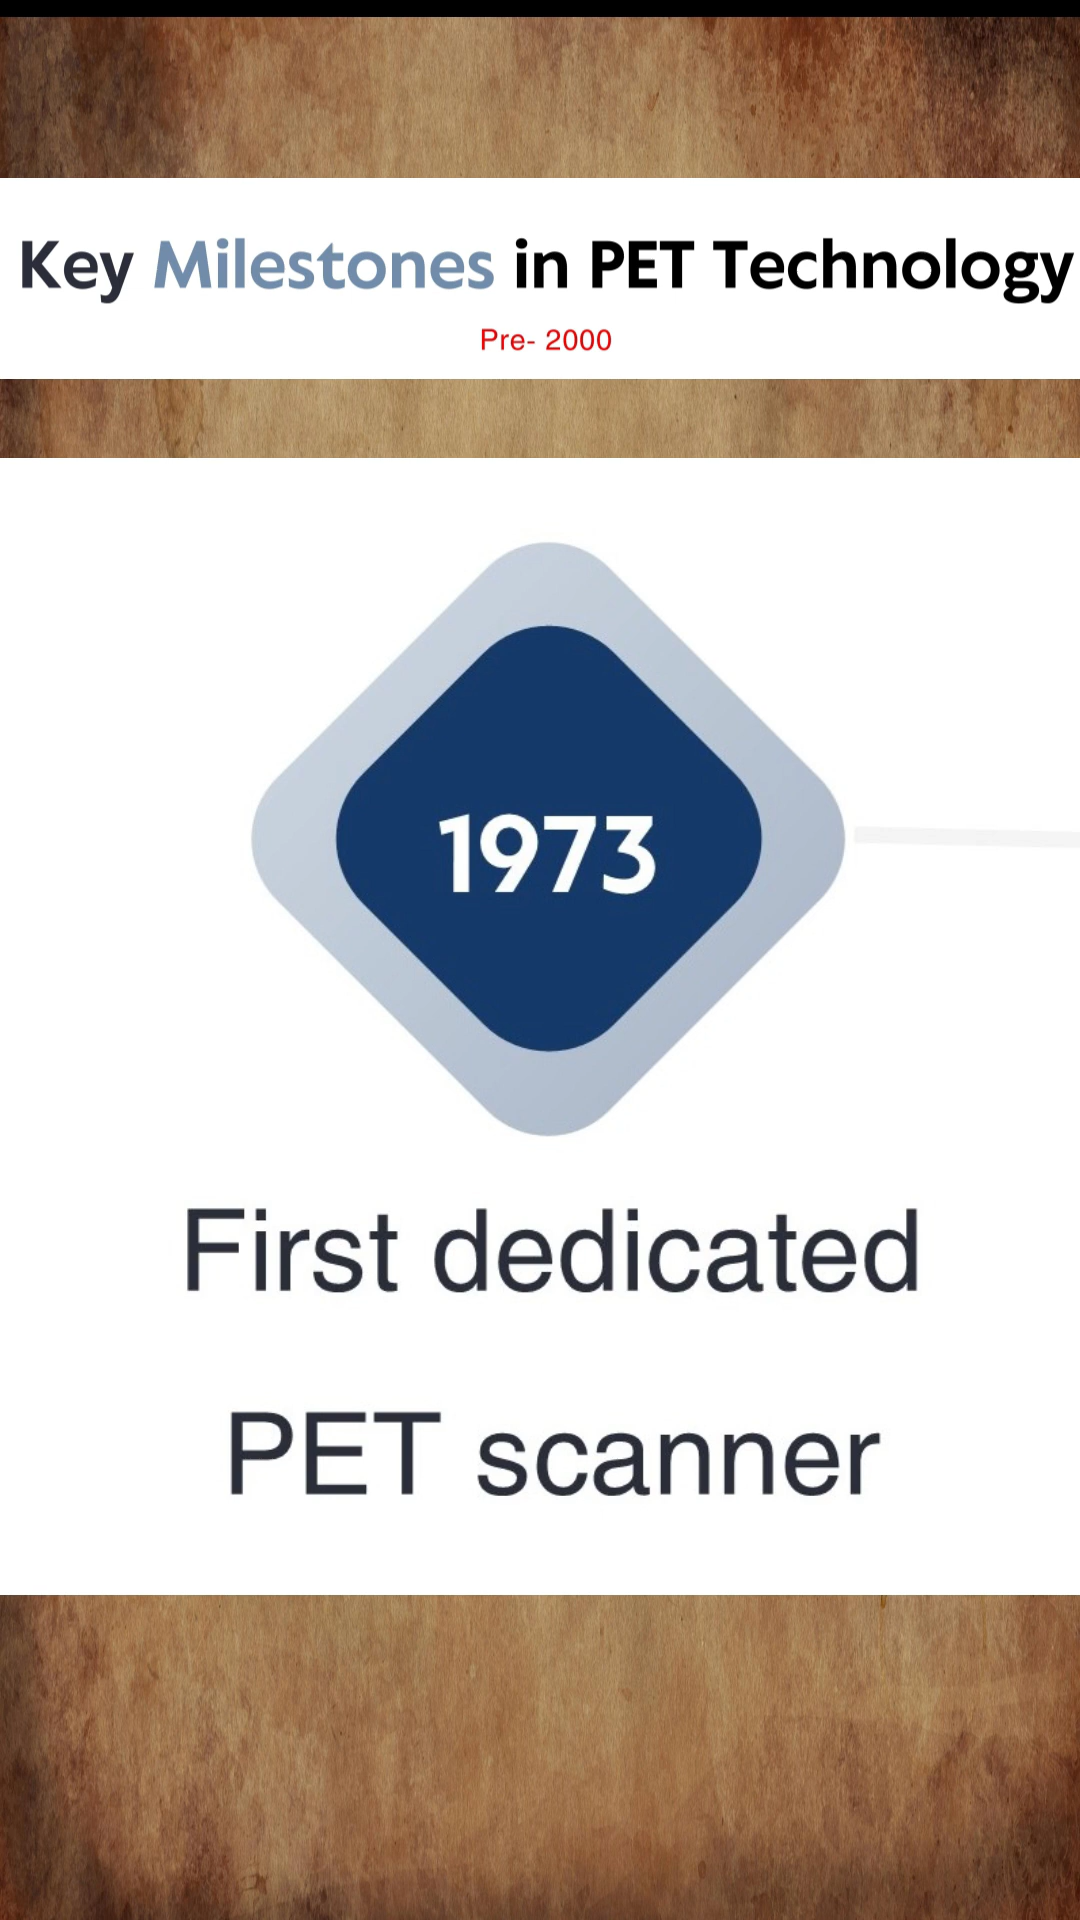 Key Milestones in PET Technology
Pre- 2000
1973
First dedicated
PET scanner